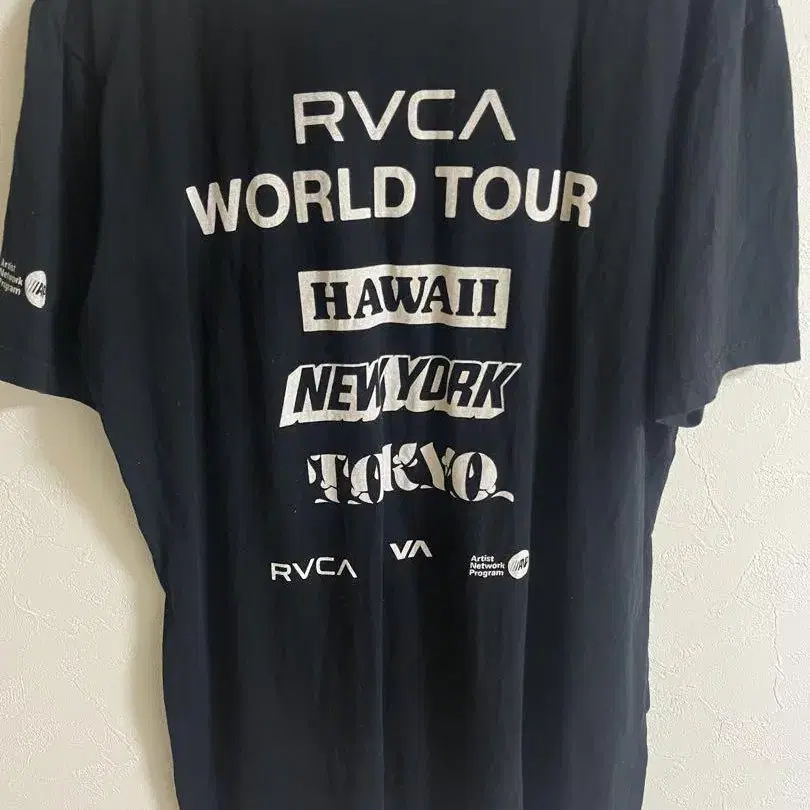 RVCA
WORLD TOUR
Artist
Network
Program
HAWAII
NEW YORK
TOKYO
RVCA
VA
Artist
Network
Program